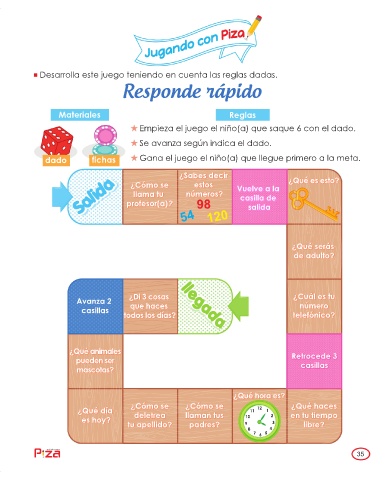 Jugando con Piza
Desarrolla este juego teniendo en cuenta las reglas dadas.
Responde rápido
Materiales
Reglas
dado
fichas
Empieza el juego el niño(a) que saque 6 con el dado.
Se avanza según indica el dado.
Gana el juego el niño(a) que llegue primero a la meta.
Salida
¿Cómo se
llama tu
profesor(a)?
¿Sabes decir
estos
números?
98
54 120
Vuelve a la
casilla de
salida
¿Qué es esto?
¿Qué serás
de adulto?
¿Cuál es tu
número
telefónico?
Retrocede 3
casillas
¿Qué haces
en tu tiempo
libre?
¿Qué hora es?
¿Cómo se
llaman tus
padres?
¿Cómo se
deletrea
tu apellido?
¿Qué día
es hoy?
¿Que animales
pueden ser
mascotas?
Avanza 2
casillas
¿Di 3 cosas
que haces
todos los días?
llegada
Piza
35